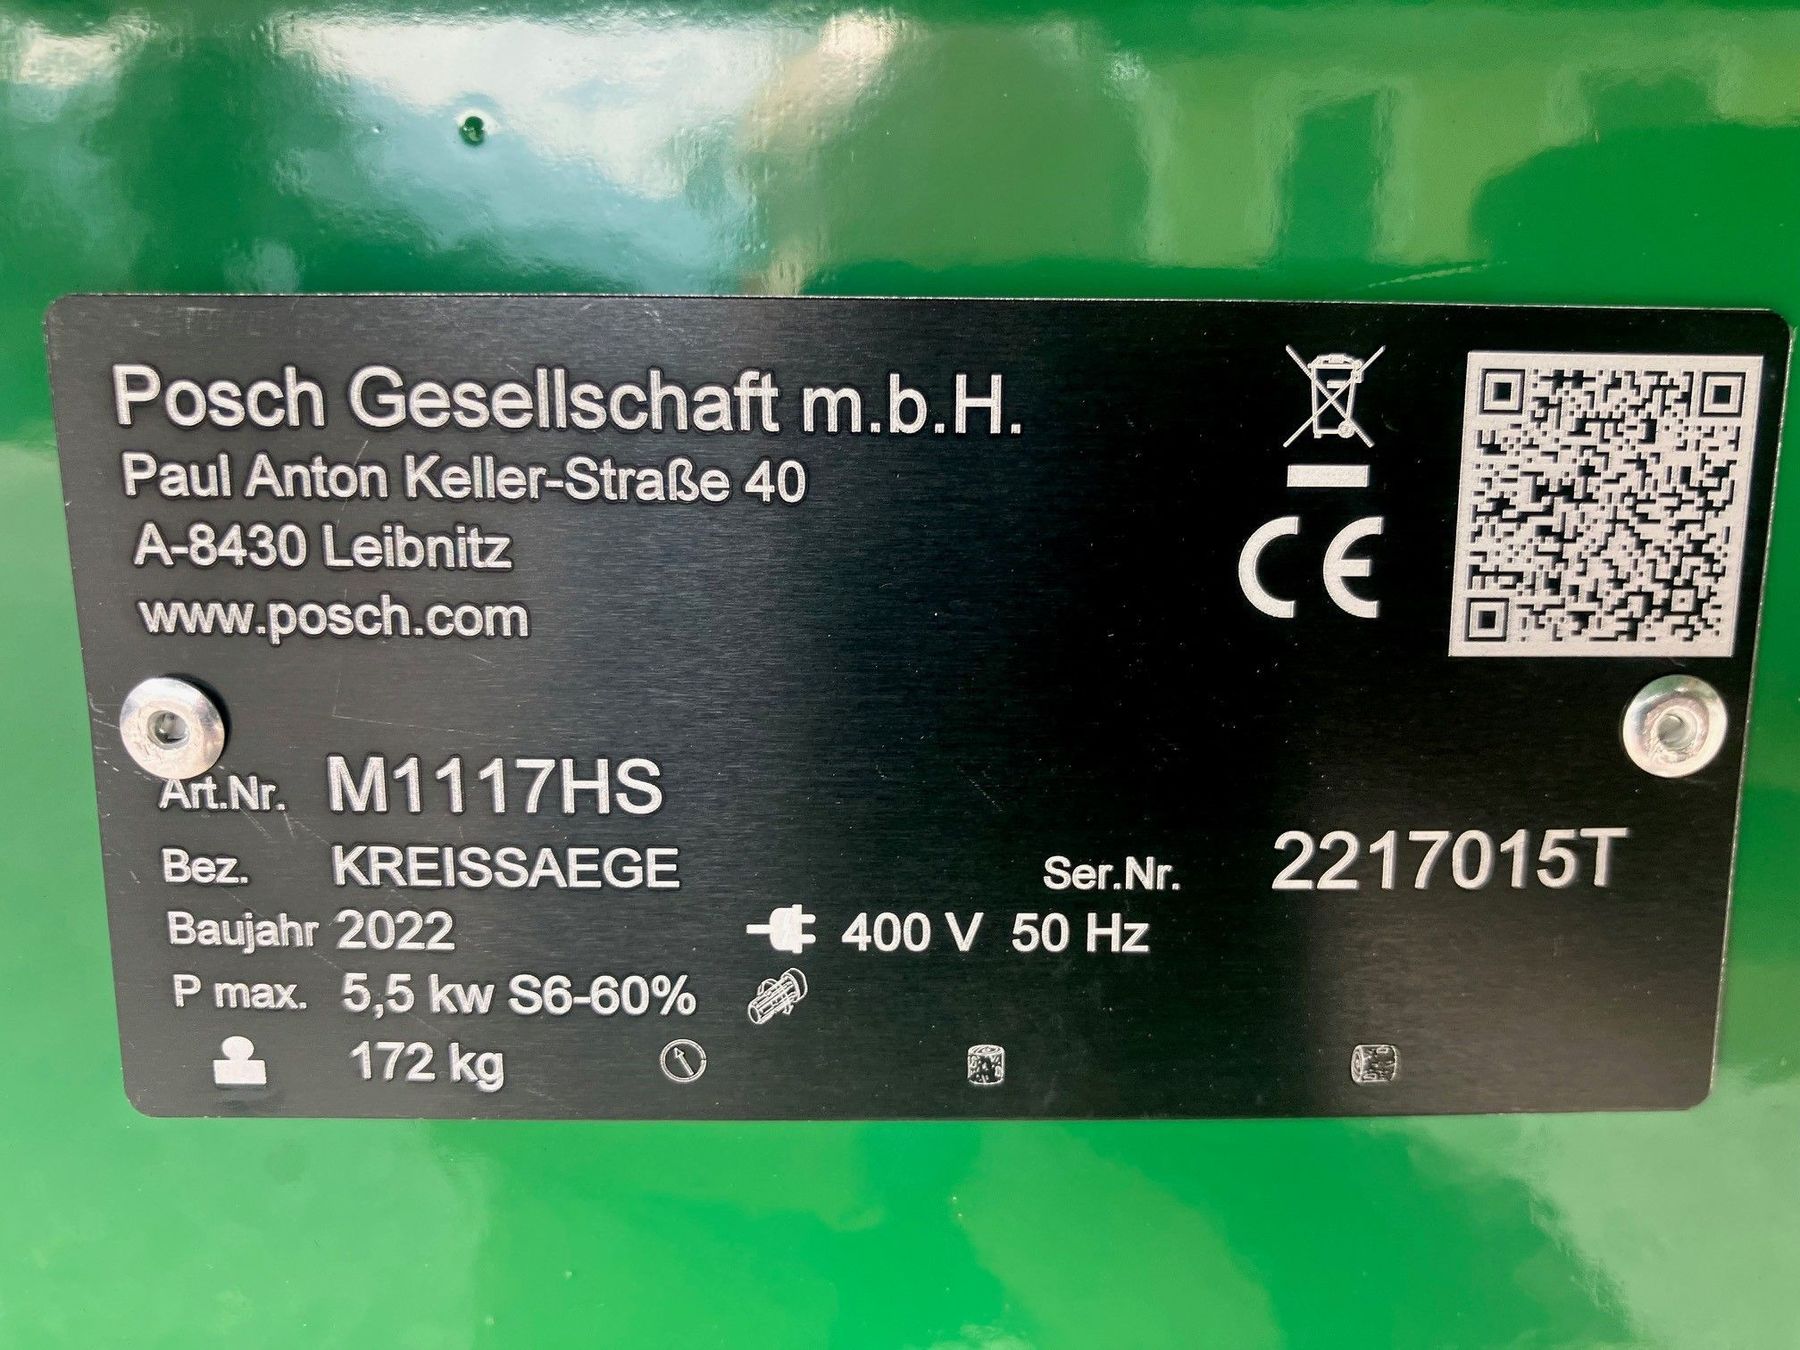 Posch Gesellschaft m.b.H.
Paul Anton Keller-Straße 40
A-8430 Leibnitz
www.posch.com
CE
Art.Nr. M1117HS
Bez. KREISSAEGE
Ser.Nr. 2217015T
Baujahr 2022
400 V 50 Hz
P max. 5,5 kw S6-60%
172 kg